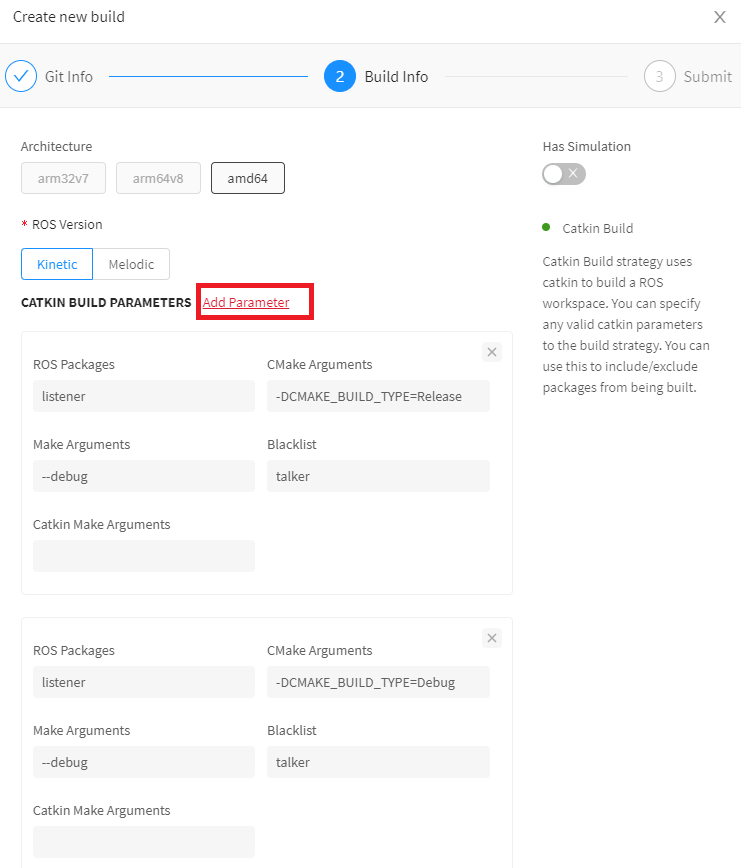 Create new build
Git Info
2
Build Info
3
Submit
Architecture
arm32v7
arm64v8
amd64
* ROS Version
Kinetic
Melodic
CATKIN BUILD PARAMETERS
Add Parameter
ROS Packages
CMake Arguments
listener
-DCMAKE_BUILD_TYPE=Release
Make Arguments
Blacklist
--debug
talker
Catkin Make Arguments
ROS Packages
CMake Arguments
listener
-DCMAKE_BUILD_TYPE=Debug
Make Arguments
Blacklist
--debug
talker
Catkin Make Arguments
Has Simulation
Catkin Build
Catkin Build strategy uses
catkin to build a ROS
workspace. You can specify
any valid catkin parameters
to the build strategy. You can
use this to include/exclude
packages from being built.